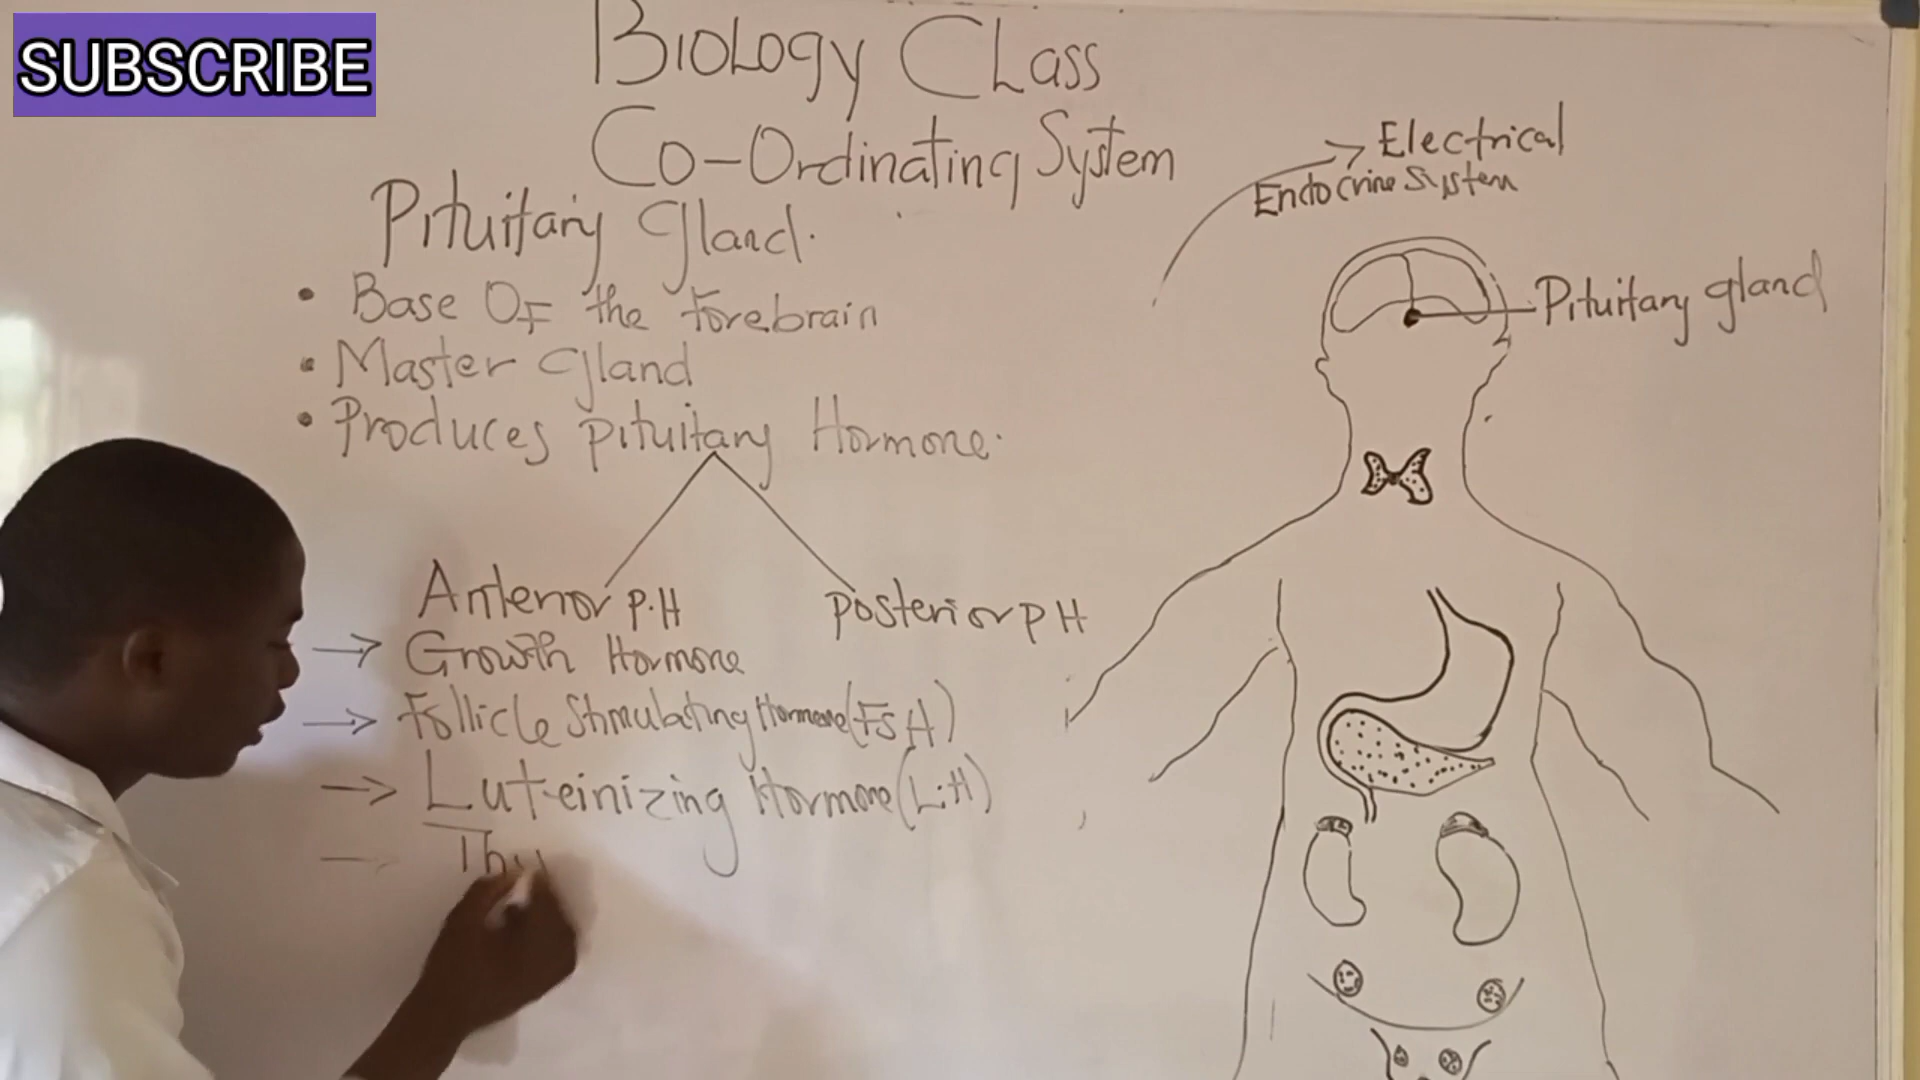 SUBSCRIBE
Biology Class
Co-Ordinating System
Pituitary Gland.
• Base Of the Forebrain
• Master Gland
• Produces Pituitary Hormone.
Anterior P.H
Posterior P H
→ Growth Hormone
→ Follicle Stimulating Hormone (FSH)
→ Luteinizing Hormone (L.H)
Thy
→ Electrical
Endocrine System
Pituitary gland